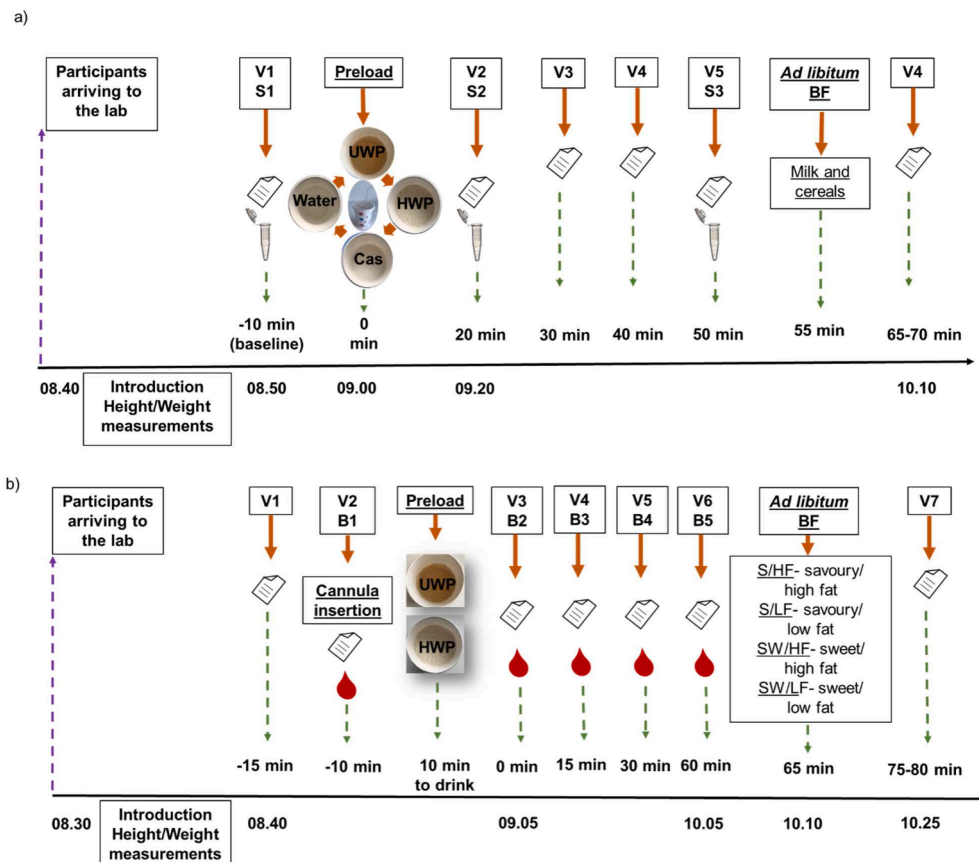 a)
Participants
arriving to
the lab
V1
S1
Preload
V2
S2
V3
V4
V5
S3
Ad libitum
BF
V4
UWP
Water
HWP
Cas
Milk and
cereals
-10 min
(baseline)
0
min
20 min
30 min
40 min
50 min
55 min
65-70 min
08.40
Introduction
Height/Weight
measurements
08.50
09.00
09.20
10.10
b)
Participants
arriving to
the lab
V1
V2
B1
Preload
V3
B2
V4
B3
V5
B4
V6
B5
Ad libitum
BF
V7
Cannula
insertion
UWP
HWP
S/HF- savoury/
high fat
S/LF- savoury/
low fat
SW/HF- sweet/
high fat
SW/LF- sweet/
low fat
-15 min
-10 min
10 min
to drink
0 min
15 min
30 min
60 min
65 min
75-80 min
08.30
Introduction
Height/Weight
measurements
08.40
09.05
10.05
10.10
10.25